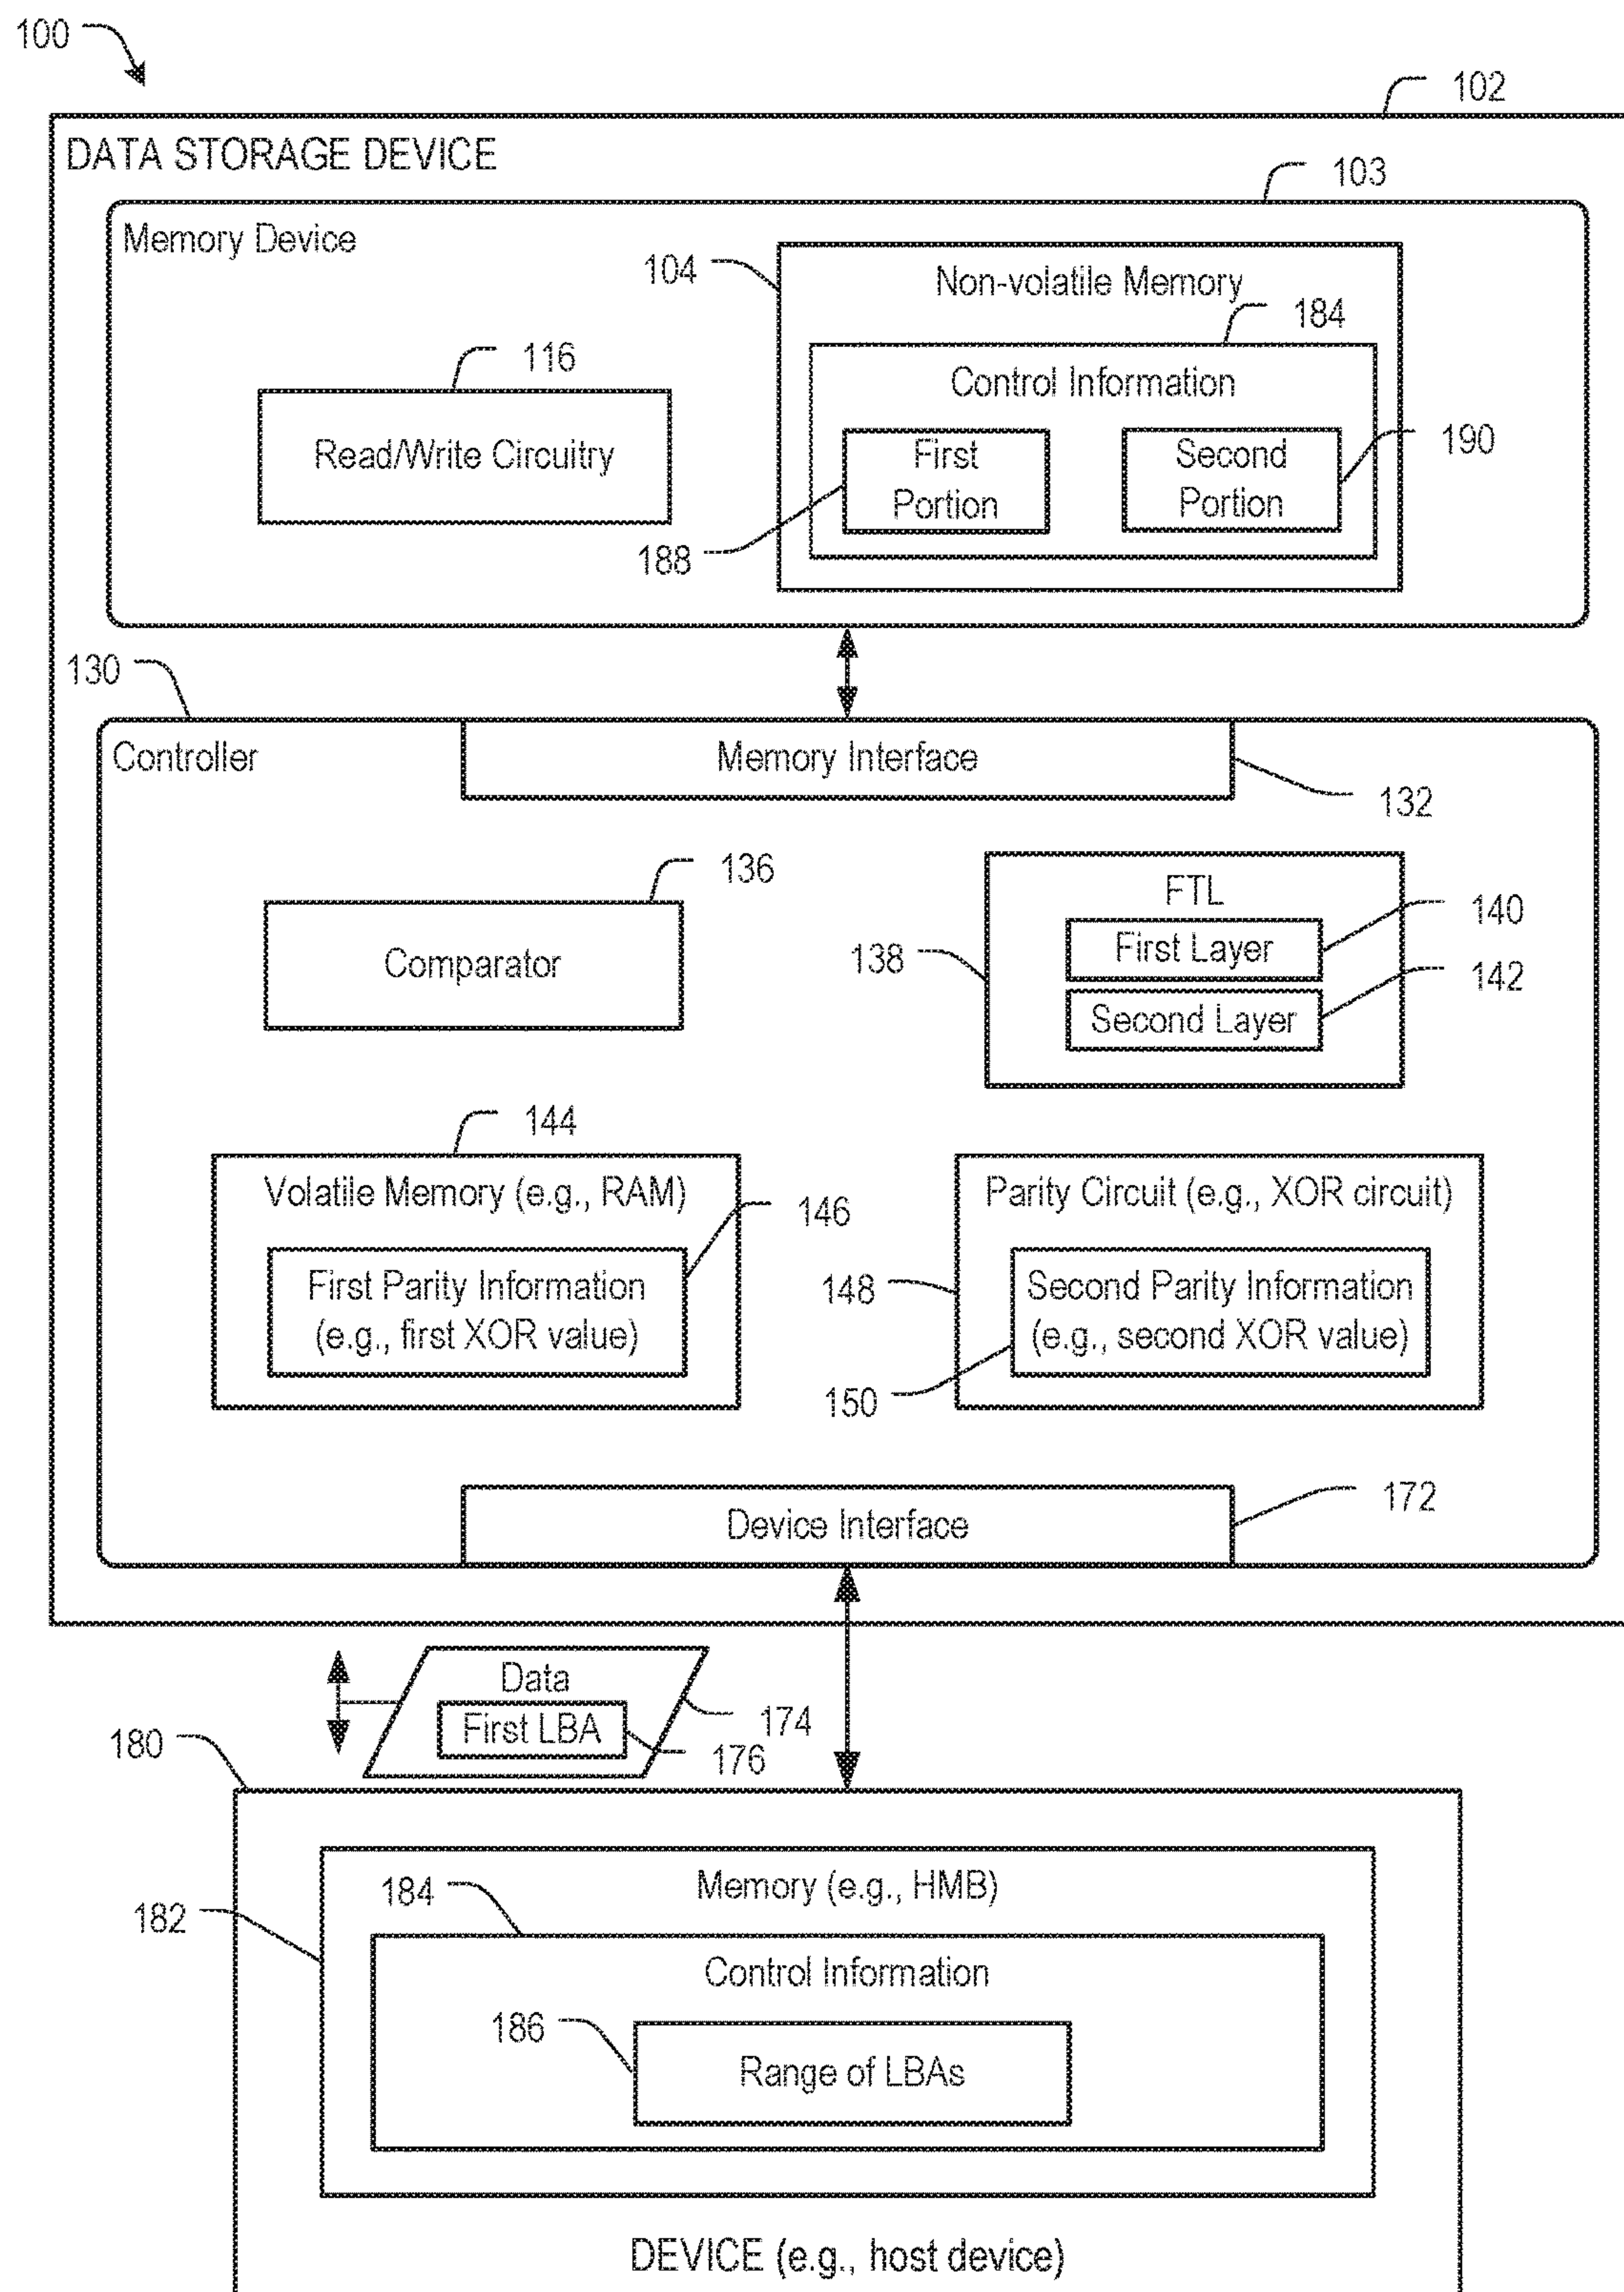 100
102
DATA STORAGE DEVICE
103
Memory Device
104
Non-volatile Memory
184
116
Control Information
Read/Write Circuitry
First
Portion
Second
Portion
190
188
130
Controller
Memory Interface
132
136
Comparator
FTL
138
First Layer
140
Second Layer
142
144
Volatile Memory (e.g., RAM)
146
First Parity Information
(e.g., first XOR value)
Parity Circuit (e.g., XOR circuit)
148
Second Parity Information
(e.g., second XOR value)
150
Device Interface
172
Data
First LBA
174
176
180
Memory (e.g., HMB)
184
182
Control Information
186
Range of LBAs
DEVICE (e.g., host device)